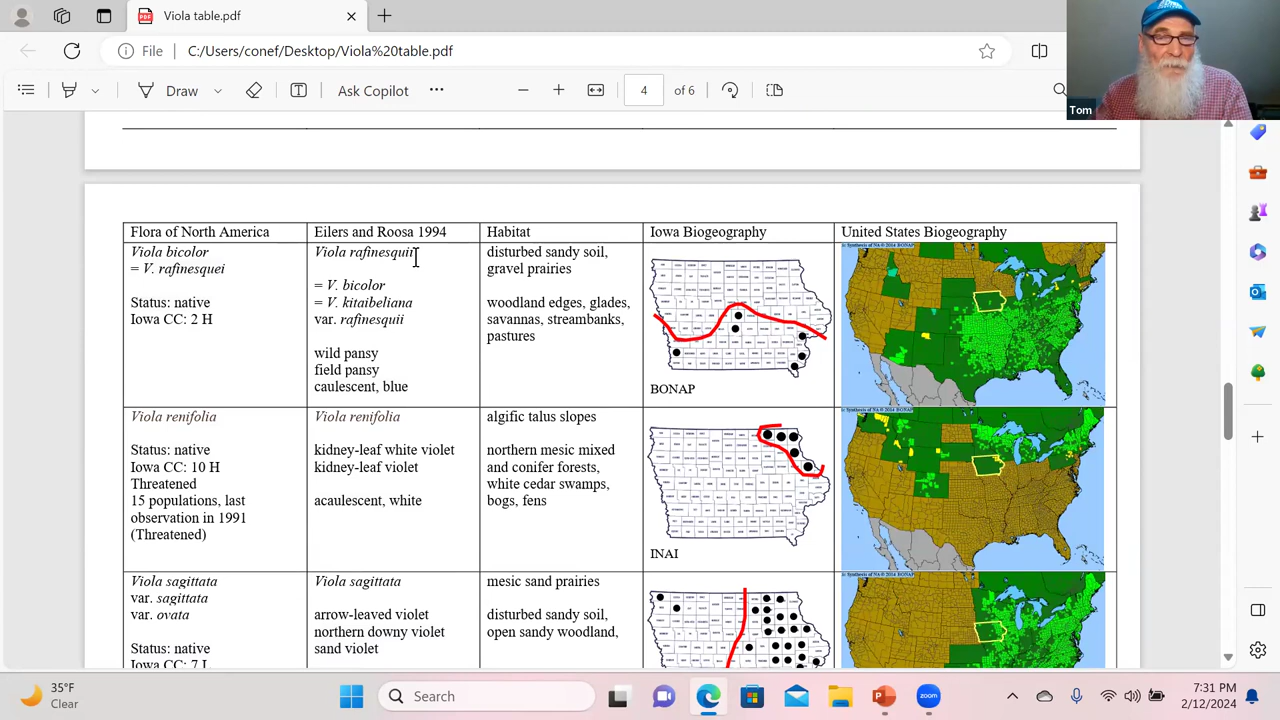 Viola table.pdf
File
C:/Users/conef/Desktop/Viola%20table.pdf
Draw
Ask Copilot
4
of 6
Tom
Flora of North America
Eilers and Roosa 1994
Habitat
Iowa Biogeography
United States Biogeography
Viola bicolor
= V. rafinesquei
Status: native
Iowa CC: 2 H
Viola rafinesquii
= V. bicolor
= V. kitaibeliana
var. rafinesquii
wild pansy
field pansy
caulescent, blue
disturbed sandy soil,
gravel prairies
woodland edges, glades,
savannas, streambanks,
pastures
BONAP
Viola renifolia
Status: native
Iowa CC: 10 H
Threatened
15 populations, last
observation in 1991
(Threatened)
Viola renifolia
kidney-leaf white violet
kidney-leaf violet
acaulescent, white
algific talus slopes
northern mesic mixed
and conifer forests,
white cedar swamps,
bogs, fens
INAI
Viola sagittata
var. sagittata
var. ovata
Status: native
Iowa CC: 7 L
Viola sagittata
arrow-leaved violet
northern downy violet
sand violet
mesic sand prairies
disturbed sandy soil,
open sandy woodland,
35°F
Clear
Search
zoom
7:31 PM
2/12/2024